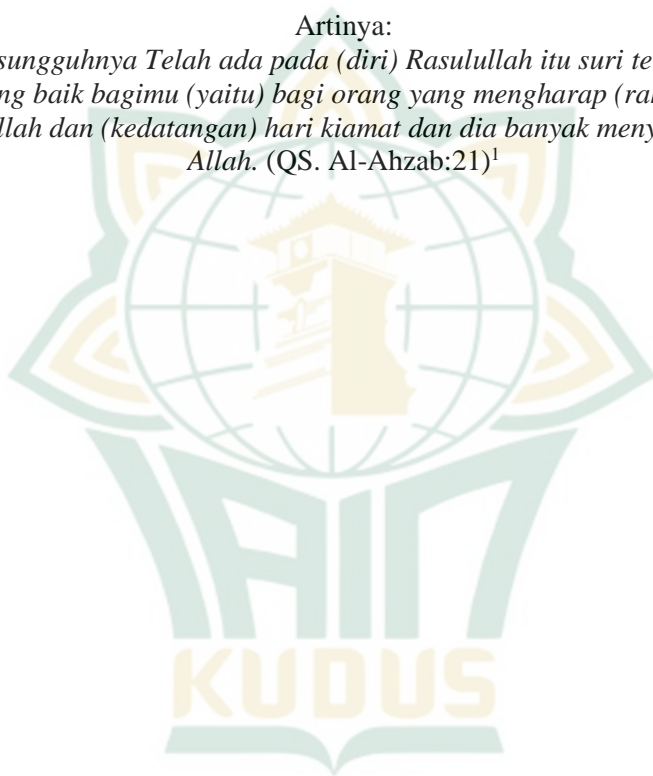 Artinya:
sungguhnya Telah ada pada (diri) Rasulullah itu suri te
ng baik bagimu (yaitu) bagi orang yang mengharap (ra
llah dan (kedatangan) hari kiamat dan dia banyak meny
Allah. (QS. Al-Ahzab:21)¹
IAIN
KUDUS